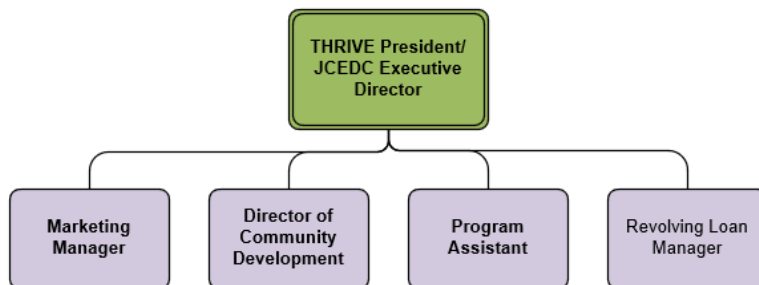 THRIVE President/
JCEDC Executive
Director
Marketing
Manager
Director of
Community
Development
Program
Assistant
Revolving Loan
Manager